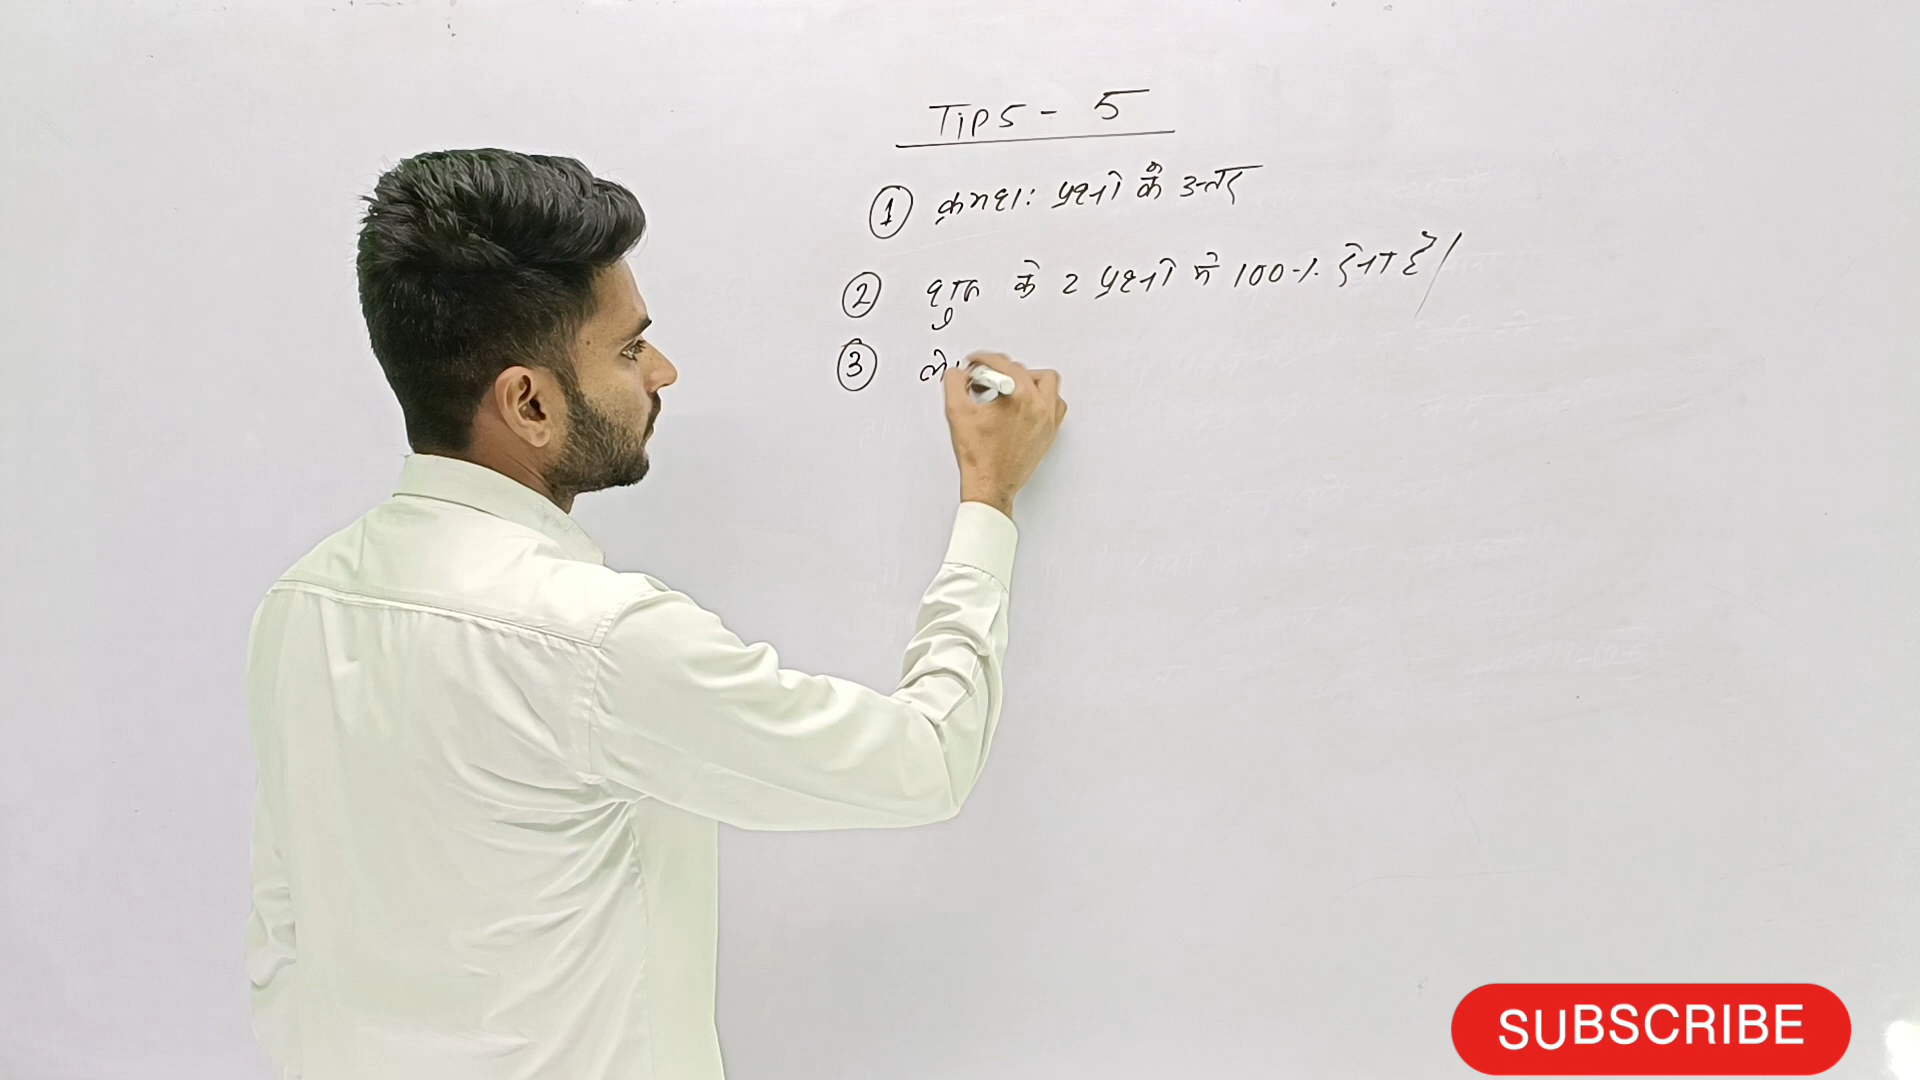 TiPS - 5
① क्रमशः प्रश्नों के उत्तर
② शुरू के 2 प्रश्नों में 100% देना है।
③
SUBSCRIBE